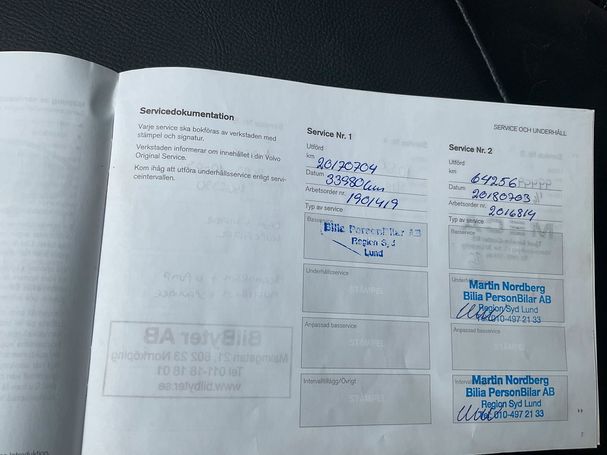 Servicedokumentation
Varje service ska bokföras av verkstaden med
stämpel och signatur.
Verkstaden informerar om innehållet i din Volvo
Original Service.
Kom ihåg att utföra underhållsservice enligt servi-
ceintervallen.
Service Nr. 1
Utförd
km 20170704
Datum 33980 km
Arbetsorder nr. 1901419
Typ av service
Basservice
Bilia PersonBilar AB
Region S, J
Lund
Underhållsservice
STÄMPEL
Anpassad basservice
STÄMPEL
Intervalltillägg/Övrigt
STÄMPEL
SERVICE OCH UNDERHÅLL
Service Nr. 2
Utförd
km 64256
Datum 20180703
Arbetsorder nr. 2016814
Typ av service
Basservice
Martin Nordberg
Bilia PersonBilar AB
Region Syd Lund
010-497 21 33
Anpassad basservice
STÄMPEL
Martin Nordberg
Bilia PersonBilar AB
Region Syd Lund
010-497 21 33
BilByter AB
Malmgatan 21, 602 23 Norrköping
Tel 011-18 18 01
www.bilbyter.se